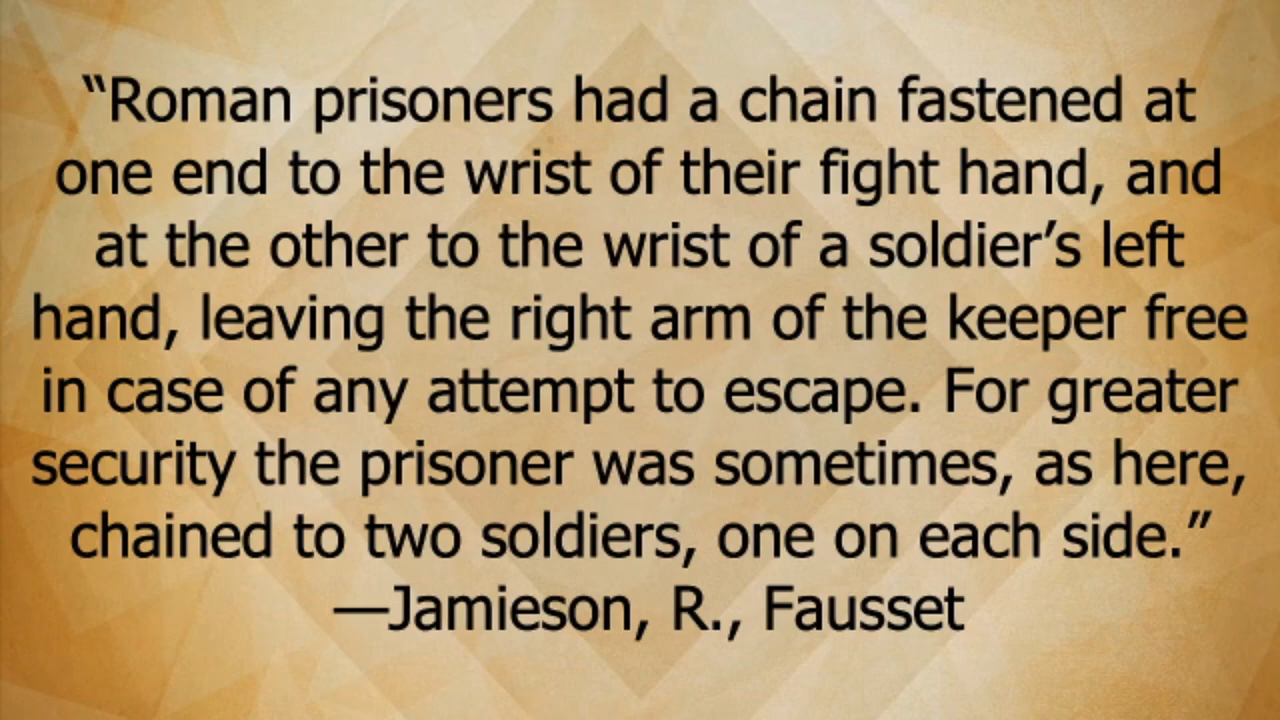 “Roman prisoners had a chain fastened at
one end to the wrist of their fight hand, and
at the other to the wrist of a soldier’s left
hand, leaving the right arm of the keeper free
in case of any attempt to escape. For greater
security the prisoner was sometimes, as here,
chained to two soldiers, one on each side.”
—Jamieson, R., Fausset